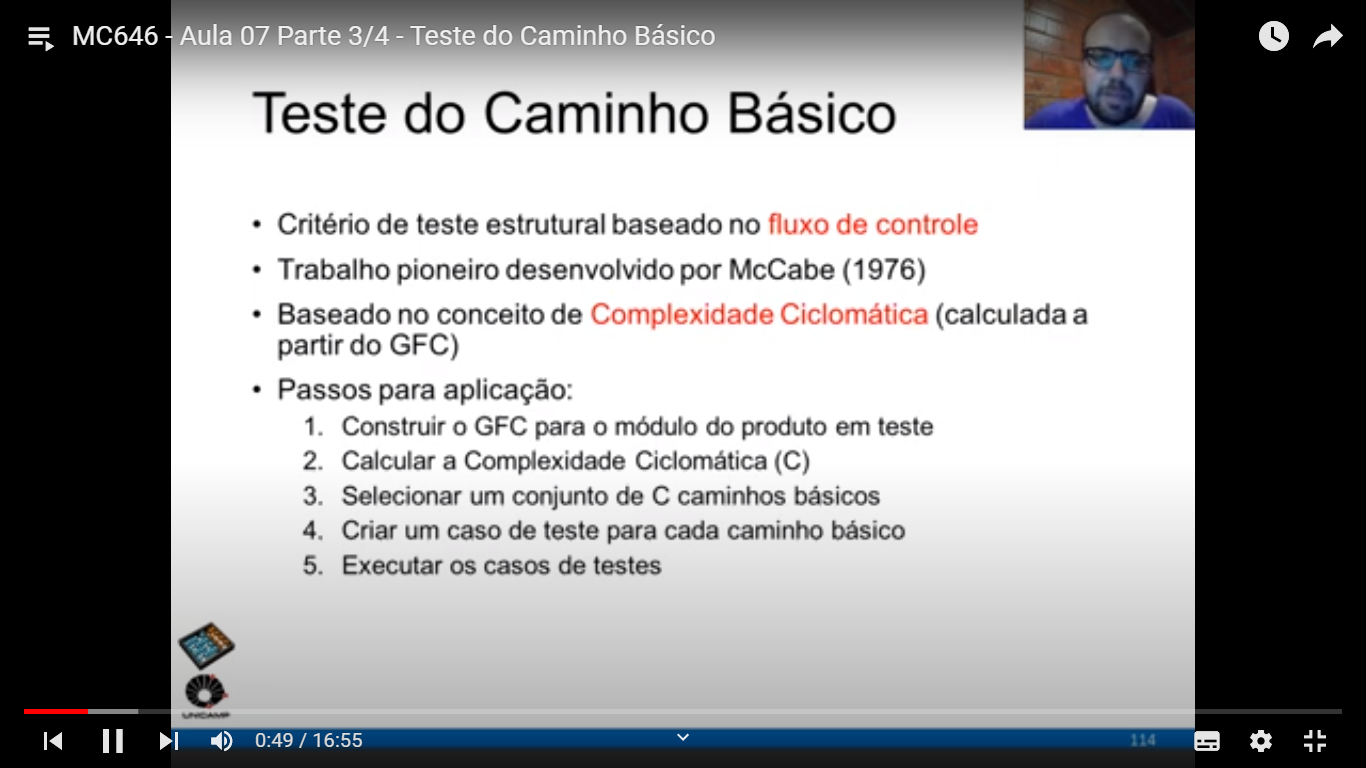 MC646 - Aula 07 Parte 3/4 - Teste do Caminho Básico
Teste do Caminho Básico
• Critério de teste estrutural baseado no fluxo de controle
• Trabalho pioneiro desenvolvido por McCabe (1976)
• Baseado no conceito de Complexidade Ciclomática (calculada a
partir do GFC)
• Passos para aplicação:
1. Construir o GFC para o módulo do produto em teste
2. Calcular a Complexidade Ciclomática (C)
3. Selecionar um conjunto de C caminhos básicos
4. Criar um caso de teste para cada caminho básico
5. Executar os casos de testes
UNICAMP
0:49 / 16:55
114